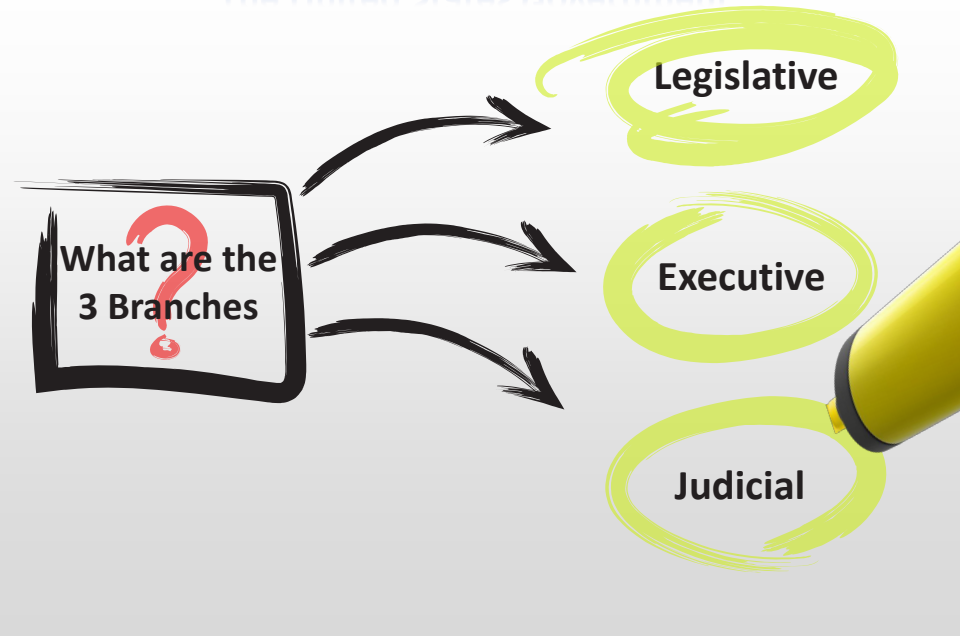 What are the
3 Branches
Legislative
Executive
Judicial